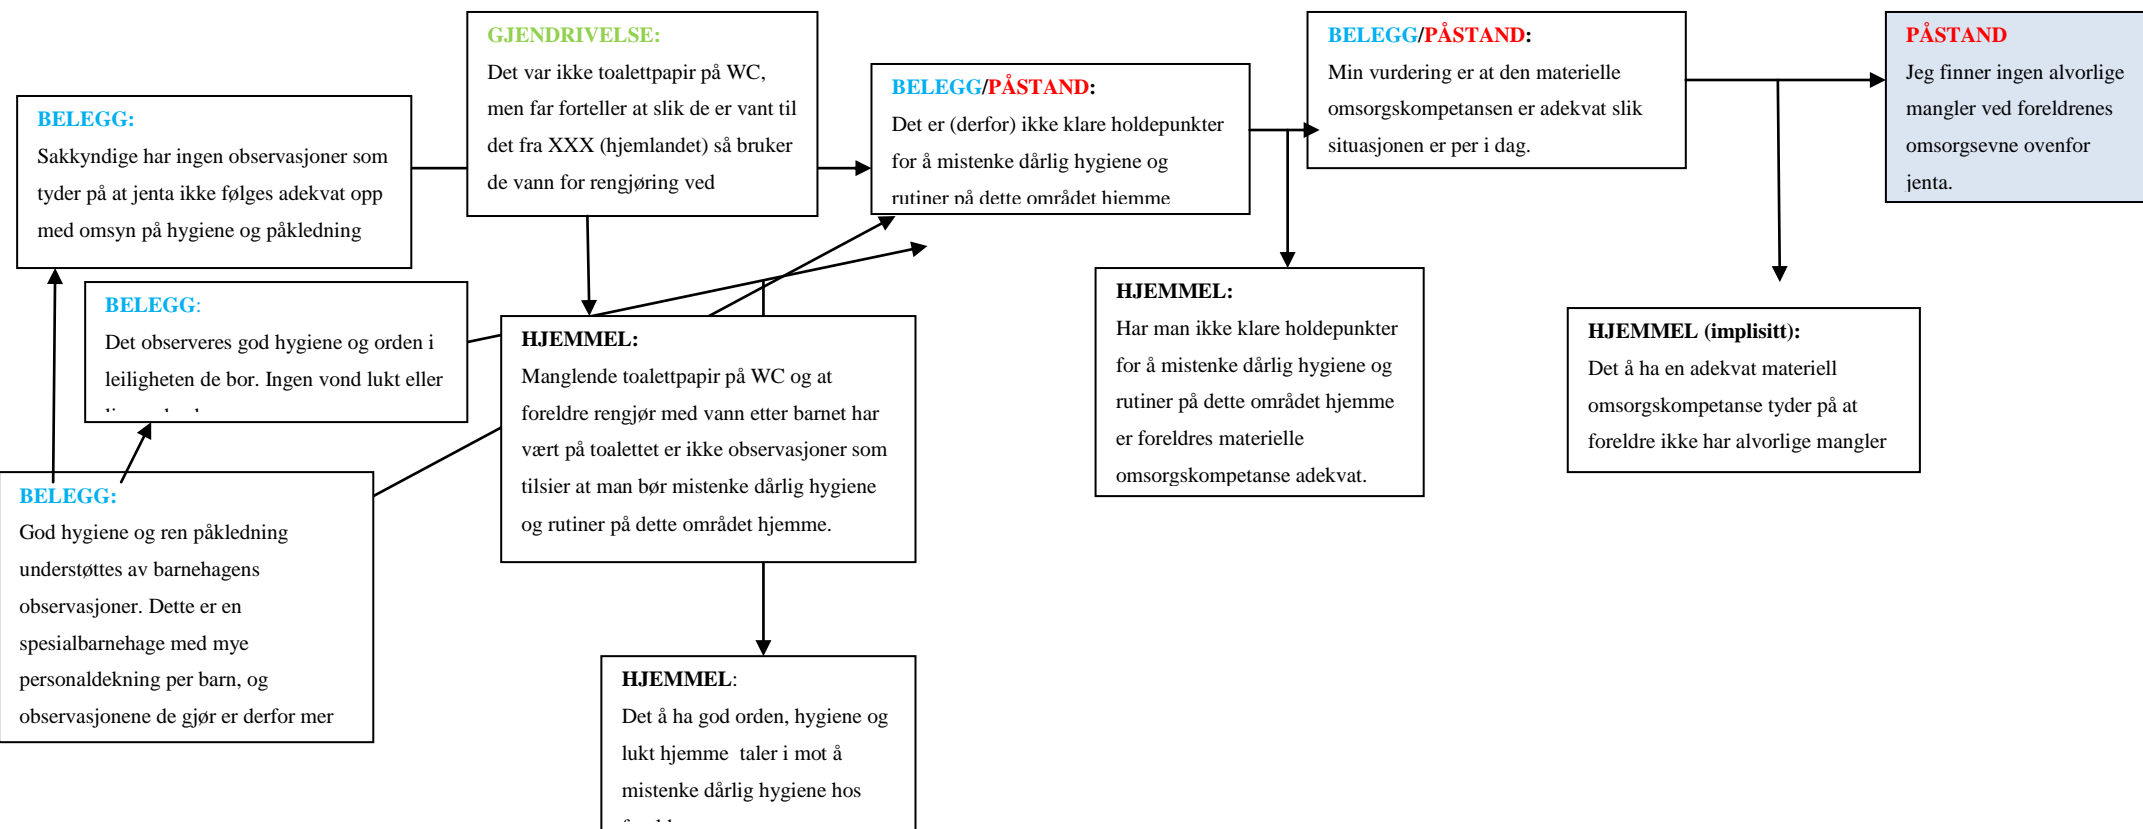 GJENDRIVELSE:
Det var ikke toalettpapir på WC,
men far forteller at slik de er vant til
det fra XXX (hjemlandet) så bruker
de vann for rengjøring ved
BELEGG/PÅSTAND:
Min vurdering er at den materielle
omsorgskompetansen er adekvat slik
situasjonen er per i dag.
PÅSTAND
Jeg finner ingen alvorlige
mangler ved foreldrenes
omsorgsevne ovenfor
jenta.
BELEGG/PÅSTAND:
Det er (derfor) ikke klare holdepunkter
for å mistenke dårlig hygiene og
rutiner på dette området hjemme
BELEGG:
Sakkyndige har ingen observasjoner som
tyder på at jenta ikke følges adekvat opp
med omsyn på hygiene og påkledning
BELEGG:
Det observeres god hygiene og orden i
leiligheten de bor. Ingen vond lukt eller
HJEMMEL:
Manglende toalettpapir på WC og at
foreldre rengjør med vann etter barnet har
vært på toalettet er ikke observasjoner som
tilsier at man bør mistenke dårlig hygiene
og rutiner på dette området hjemme.
HJEMMEL:
Har man ikke klare holdepunkter
for å mistenke dårlig hygiene og
rutiner på dette området hjemme
er foreldres materielle
omsorgskompetanse adekvat.
HJEMMEL (implisitt):
Det å ha en adekvat materiell
omsorgskompetanse tyder på at
foreldre ikke har alvorlige mangler
BELEGG:
God hygiene og ren påkledning
understøttes av barnehagens
observasjoner. Dette er en
spesialbarnehage med mye
personaldekning per barn, og
observasjonene de gjør er derfor mer
HJEMMEL:
Det å ha god orden, hygiene og
lukt hjemme taler i mot å
mistenke dårlig hygiene hos